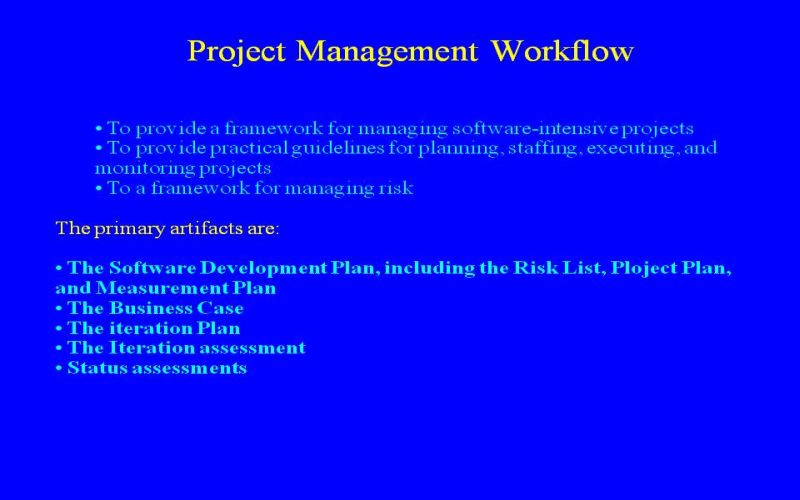 Project Management Workflow
• To provide a framework for managing software-intensive projects
• To provide practical guidelines for planning, staffing, executing, and
monitoring projects
• To a framework for managing risk
The primary artifacts are:
• The Software Development Plan, including the Risk List, Ploject Plan,
and Measurement Plan
• The Business Case
• The iteration Plan
• The Iteration assessment
• Status assessments